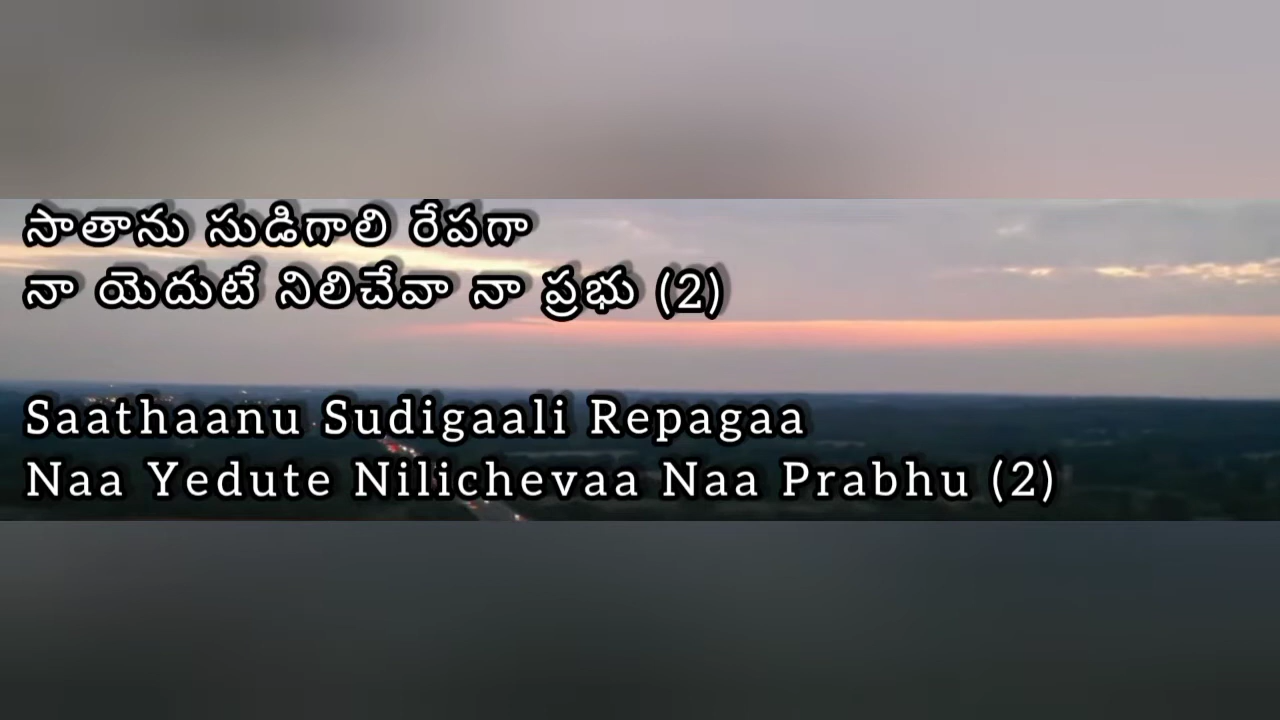 సాతాను సుడిగాలి రేపగా
నా యెదుటే నిలిచేవా నా ప్రభు (2)
Saathaanu Sudigaali Repagaa
Naa Yedute Nilichevaa Naa Prabhu (2)